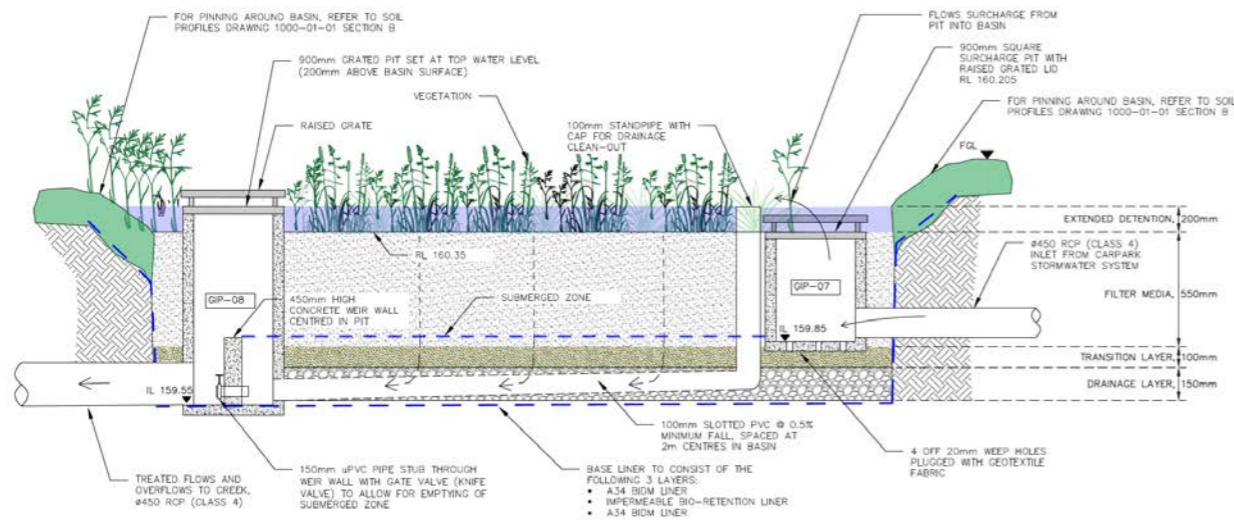 FOR PINNING AROUND BASIN, REFER TO SOIL
PROFILES DRAWING 1000-01-01 SECTION B
900mm GRATED PIT SET AT TOP WATER LEVEL
(200mm ABOVE BASIN SURFACE)
VEGETATION
RAISED GRATE
100mm STANDPIPE WITH
CAP FOR DRAINAGE
CLEAN-OUT
FLOWS SURCHARGE FROM
PIT INTO BASIN
900mm SQUARE
SURCHARGE PIT WITH
RAISED GRATED LID
RL 160.205
FOR PINNING AROUND BASIN, REFER TO SOIL
PROFILES DRAWING 1000-01-01 SECTION B
FGL
EXTENDED DETENTION, 200mm
RL 160.35
Ø450 RCP (CLASS 4)
INLET FROM CARPARK
STORMWATER SYSTEM
GIP-08
450mm HIGH
CONCRETE WEIR WALL
CENTRED IN PIT
SUBMERGED ZONE
GIP-07
FILTER MEDIA, 550mm
IL 159.85
TRANSITION LAYER, 100mm
IL 159.55
DRAINAGE LAYER, 150mm
100mm SLOTTED PVC @ 0.5%
MINIMUM FALL, SPACED AT
2m CENTRES IN BASIN
4 OFF 20mm WEEP HOLES
PLUGGED WITH GEOTEXTILE
FABRIC
TREATED FLOWS AND
OVERFLOWS TO CREEK,
Ø450 RCP (CLASS 4)
150mm uPVC PIPE STUB THROUGH
WEIR WALL WITH GATE VALVE (KNIFE
VALVE) TO ALLOW FOR EMPTYING OF
SUBMERGED ZONE
BASE LINER TO CONSIST OF THE
FOLLOWING 3 LAYERS:
• A34 BIDM LINER
• IMPERMEABLE BIO-RETENTION LINER
• A34 BIDM LINER